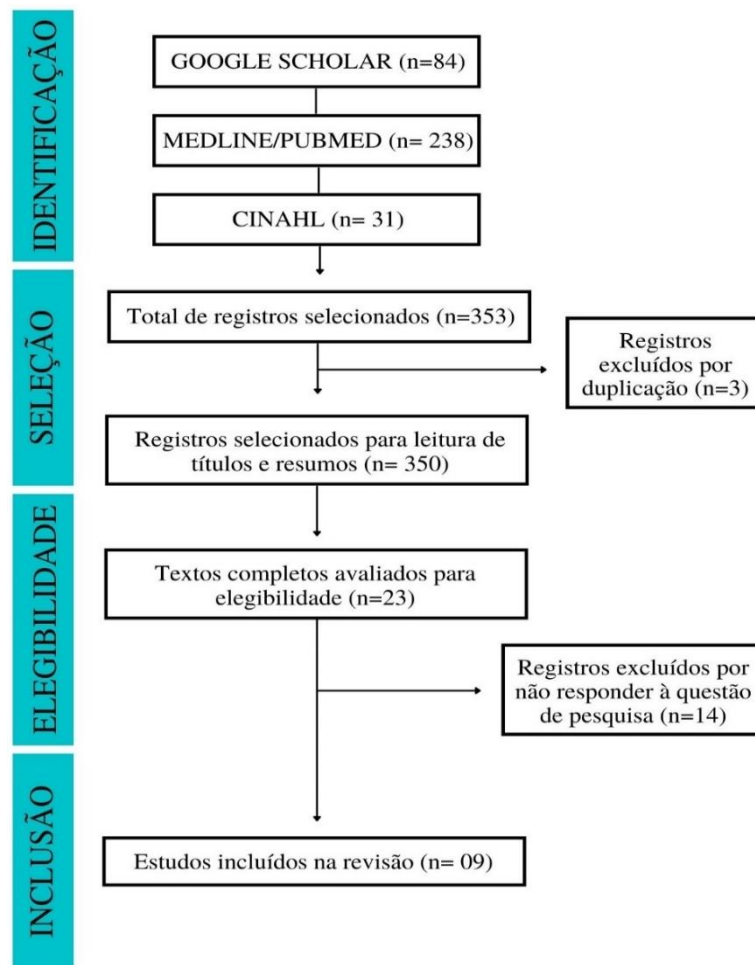 IDENTIFICAÇÃO
GOOGLE SCHOLAR (n=84)
MEDLINE/PUBMED (n= 238)
CINAHL (n= 31)
SELEÇÃO
Total de registros selecionados (n=353)
Registros
excluídos por
duplicação (n=3)
Registros selecionados para leitura de
títulos e resumos (n= 350)
ELEGIBILIDADE
Textos completos avaliados para
elegibilidade (n=23)
Registros excluídos por
não responder à questão
de pesquisa (n=14)
INCLUSÃO
Estudos incluídos na revisão (n= 09)